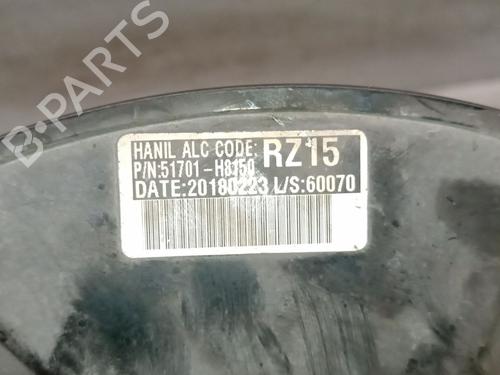 B-PARTS
HANIL ALC CODE: RZ15
P/N:51701-H8150
DATE:20180223 L/S:60070